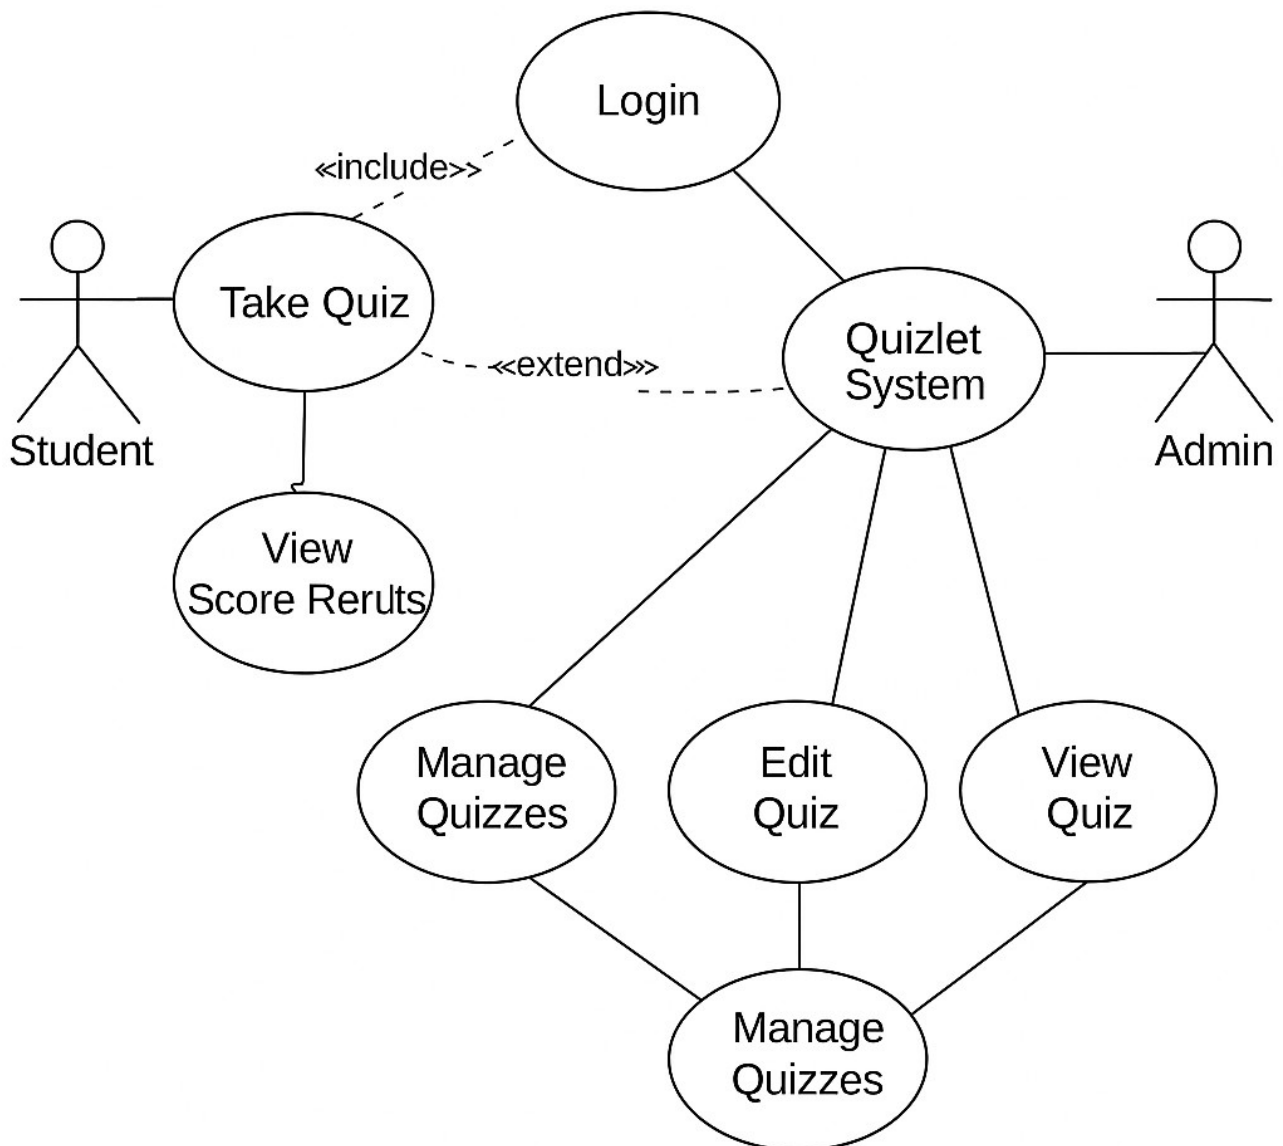 Login
<<include>>
Take Quiz
Quizlet
System
<<extend>>>
Student
Admin
View
Score Rerults
Manage
Quizzes
Edit
Quiz
View
Quiz
Manage
Quizzes